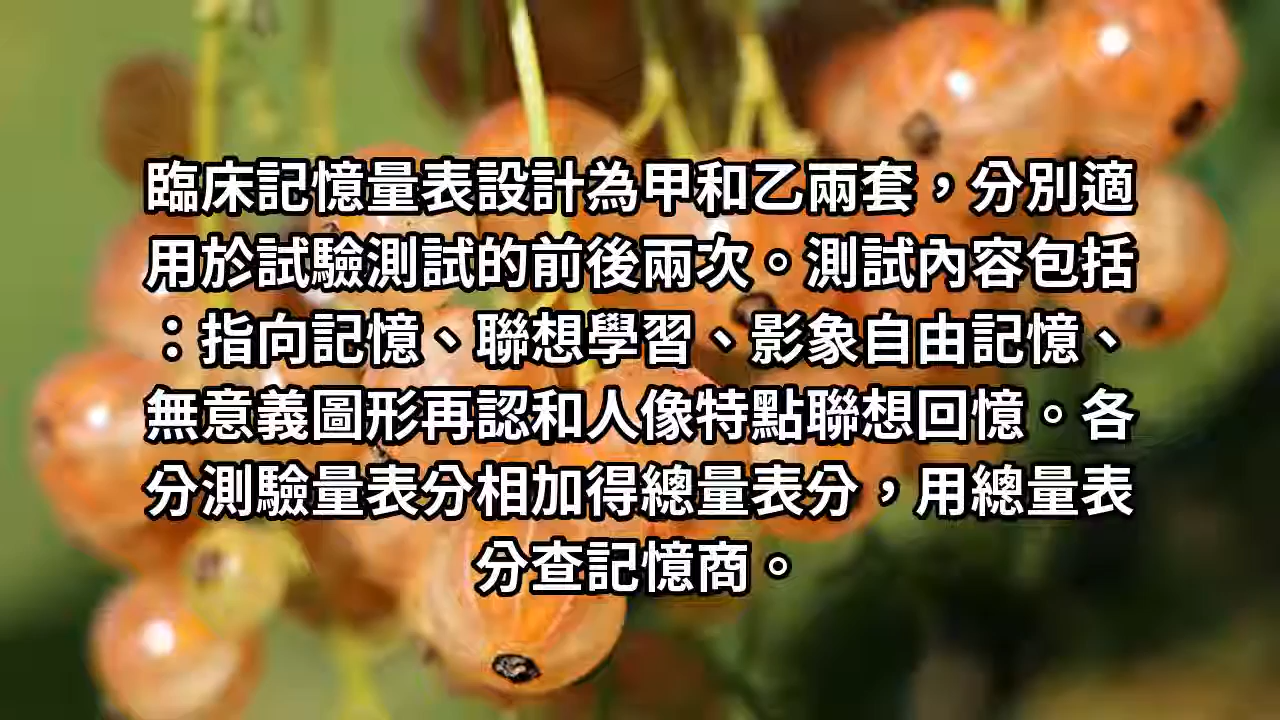 臨床記憶量表設計為甲和乙兩套，分別適
用於試驗測試的前後兩次。測試內容包括
：指向記憶、聯想學習、影象自由記憶、
無意義圖形再認和人像特點聯想回憶。各
分測驗量表分相加得總量表分，用總量表
分查記憶商。